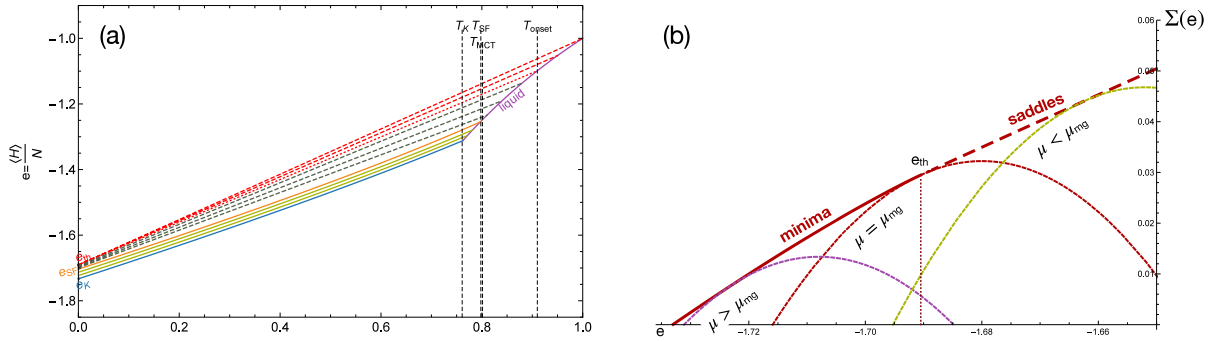 (a)
T_K T_SF T_onset
T_MCT
-1.0
-1.2
-1.4
-1.6
-1.8
e=⟨H⟩/N
liquid
e_th
e_SF
e_K
0.0 0.2 0.4 0.6 0.8 1.0
(b)
Σ(e)
0.05
0.04
0.03
0.02
0.01
0.00
saddles
minima
e_th
μ < μ_mg
μ = μ_mg
μ > μ_mg
e
-1.72 -1.70 -1.68 -1.66